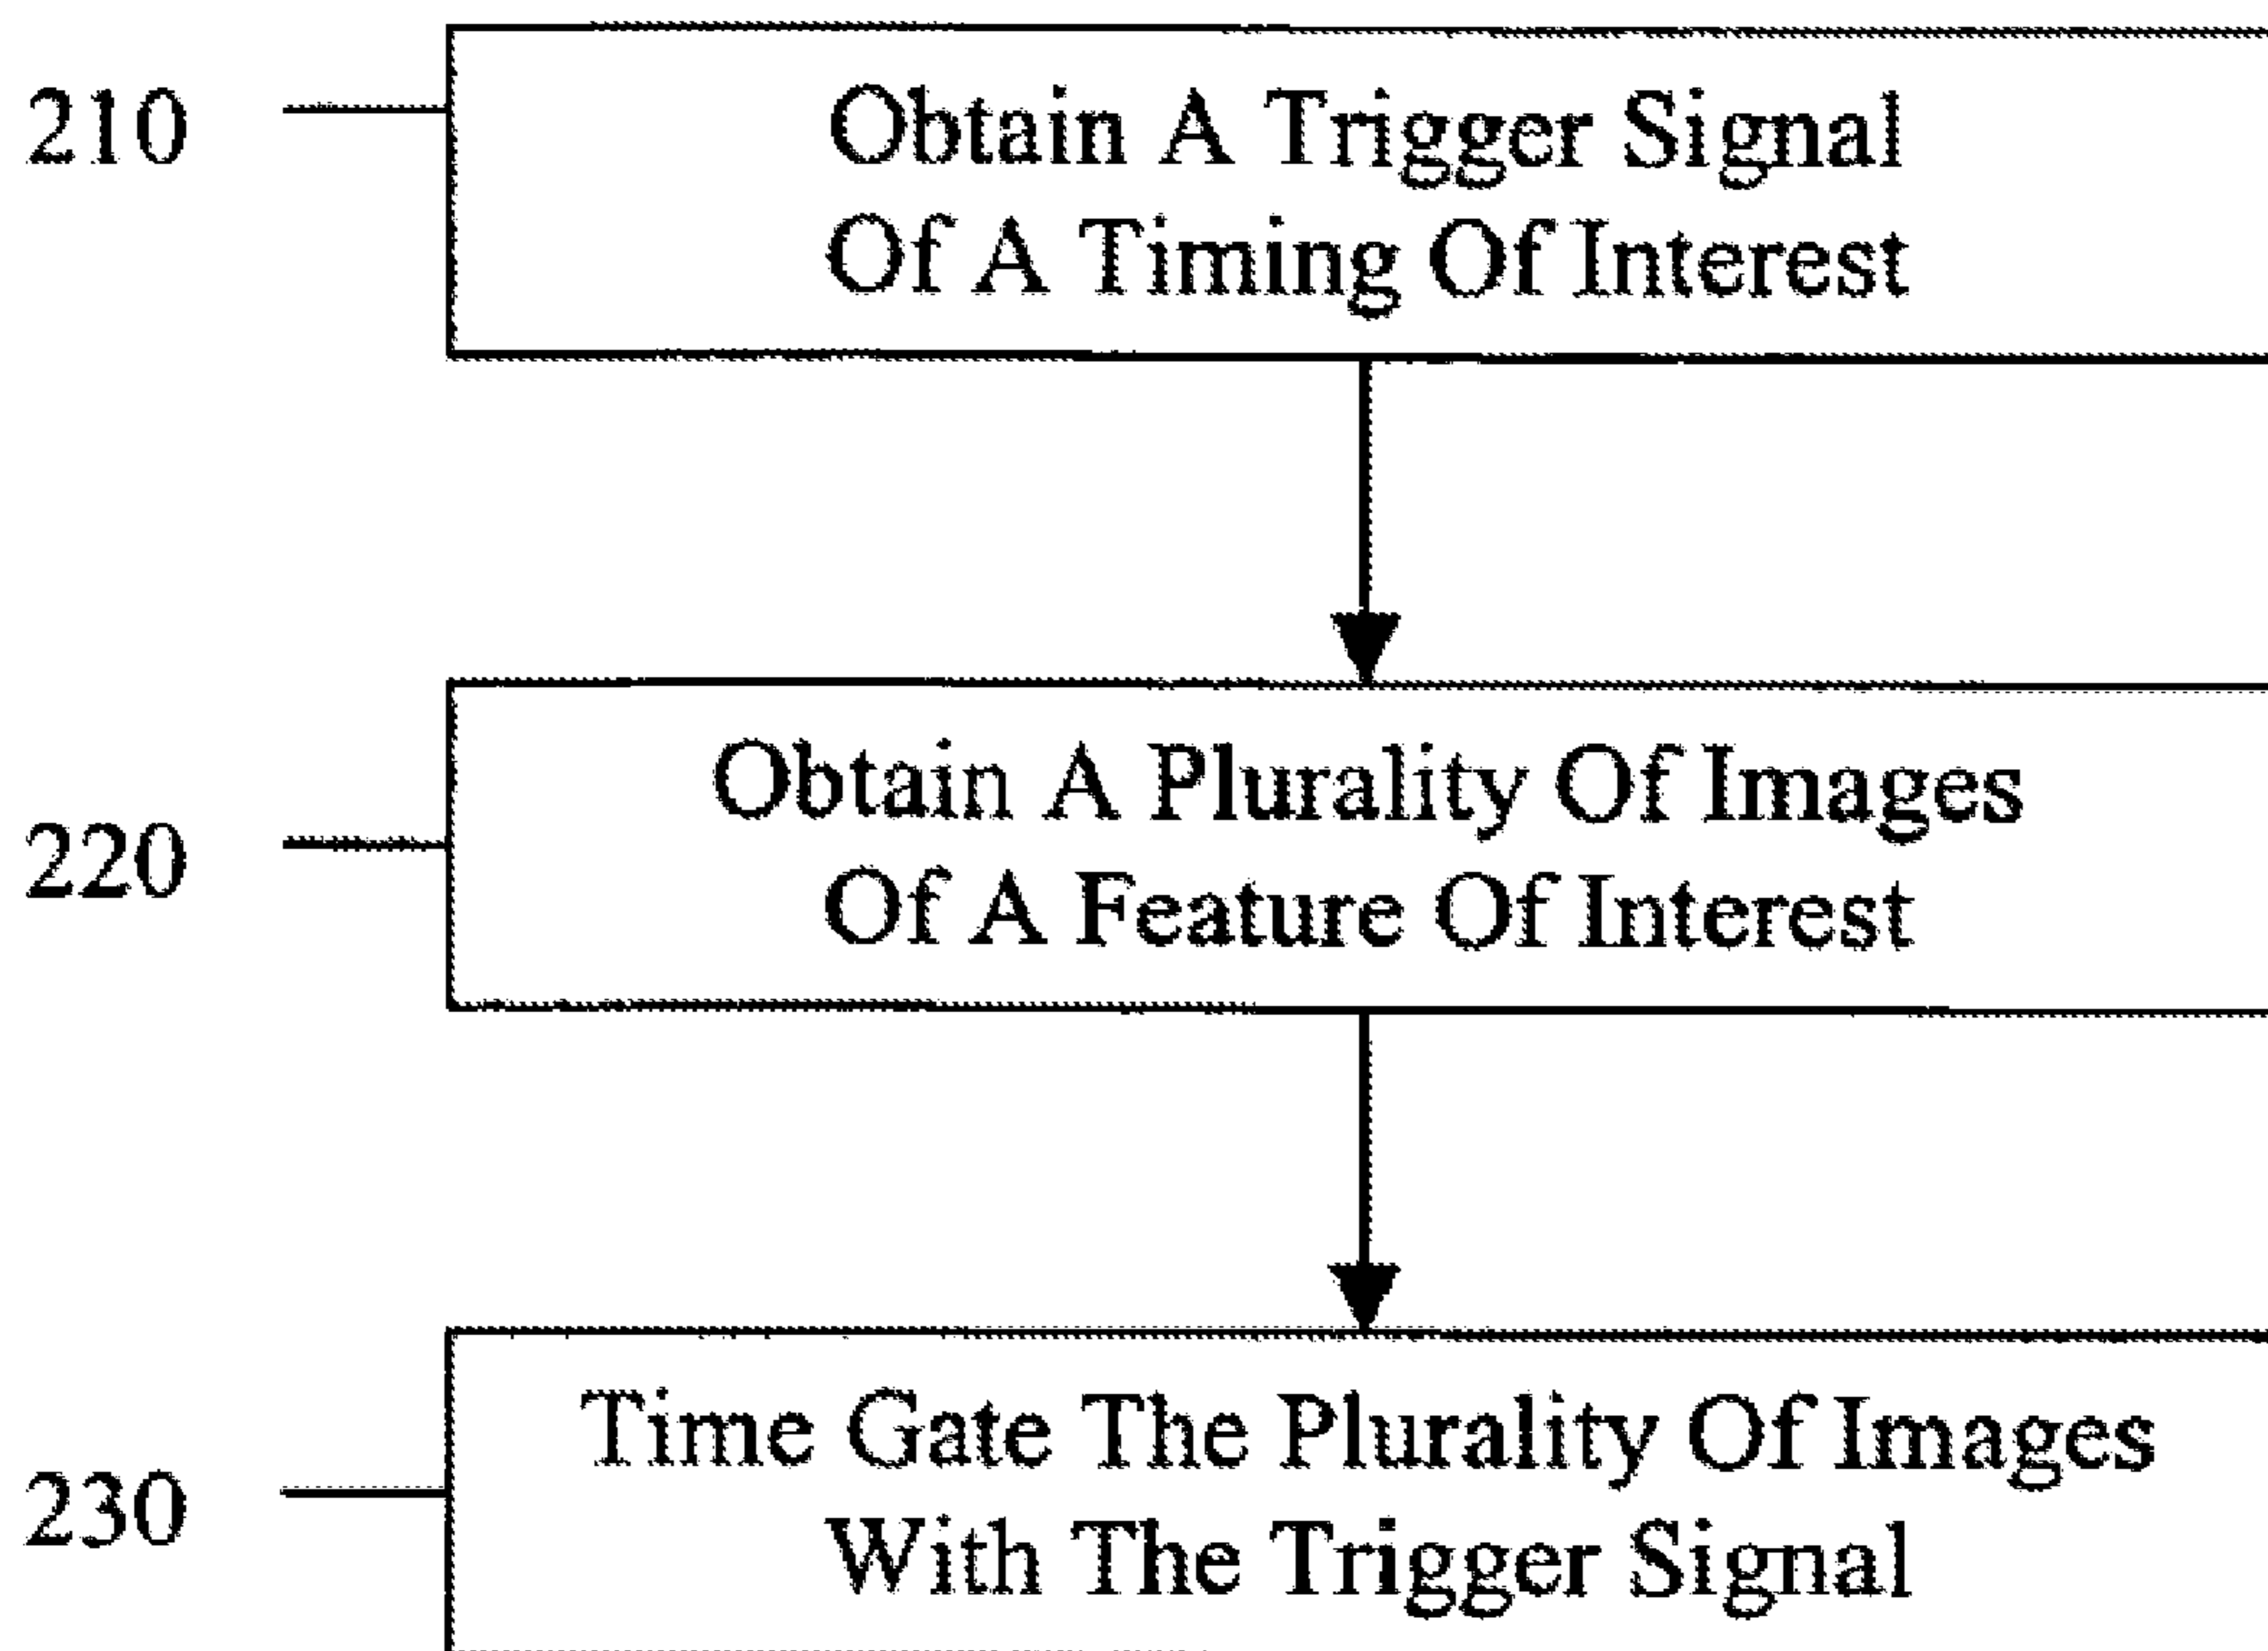 210
Obtain A Trigger Signal
Of A Timing Of Interest
220
Obtain A Plurality Of Images
Of A Feature Of Interest
230
Time Gate The Plurality Of Images
With The Trigger Signal